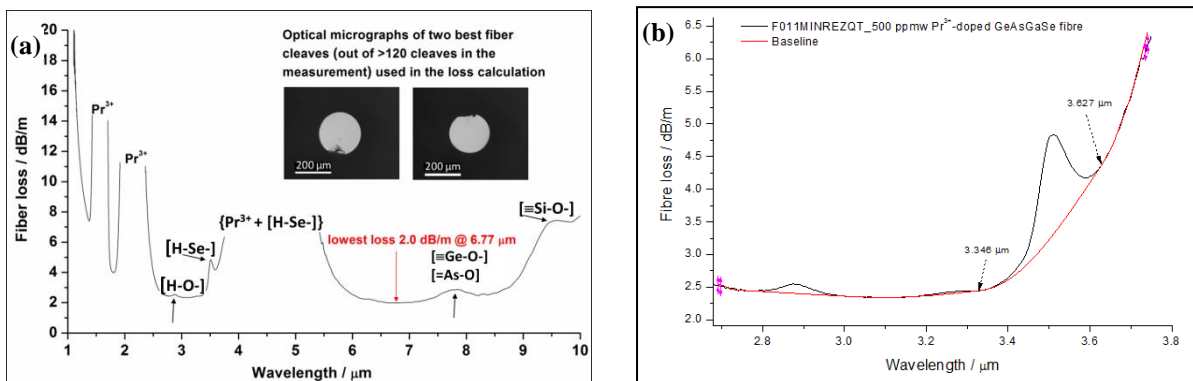 (a)
Optical micrographs of two best fiber
cleaves (out of >120 cleaves in the
measurement) used in the loss calculation
200 µm
200 µm
Pr³⁺
Pr³⁺
{Pr³⁺ + [H-Se-]}
[H-Se-]
[H-O-]
lowest loss 2.0 dB/m @ 6.77 µm
[≡Ge-O-]
[=As-O]
[≡Si-O-]
Fiber loss / dB/m
20
18
16
14
12
10
8
6
4
2
0
1 2 3 4 5 6 7 8 9 10
Wavelength / µm
(b)
F011MINREZQT_500 ppmw Pr³⁺-doped GeAsGaSe fibre
Baseline
3.627 µm
3.346 µm
Fibre loss / dB/m
6.5
6.0
5.5
5.0
4.5
4.0
3.5
3.0
2.5
2.0
2.8 3.0 3.2 3.4 3.6 3.8
Wavelength / µm